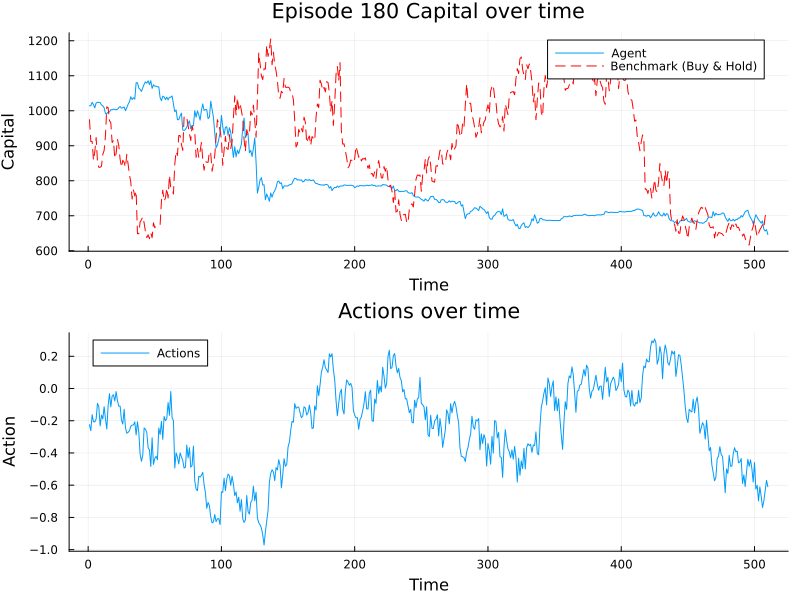 Episode 180 Capital over time
Capital
1200
1100
1000
900
800
700
600
Agent
Benchmark (Buy & Hold)
0 100 200 300 400 500
Time
Actions over time
Action
0.2
0.0
−0.2
−0.4
−0.6
−0.8
−1.0
Actions
0 100 200 300 400 500
Time